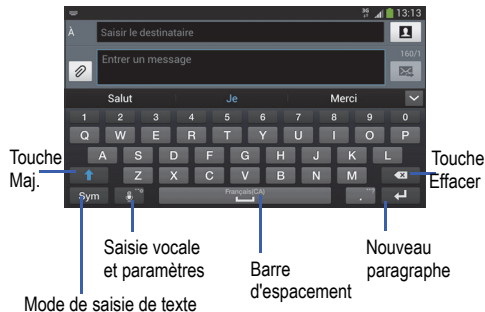 3G 13:13
À Saisir le destinataire
160/1
Entrer un message
Salut Je Merci
1 2 3 4 5 6 7 8 9 0
Q W E R T Y U I O P
A S D F G H J K L
Z X C V B N M
Sym Français(CA) .
Touche
Maj.
Touche
Effacer
Saisie vocale
et paramètres
Barre
d'espacement
Nouveau
paragraphe
Mode de saisie de texte